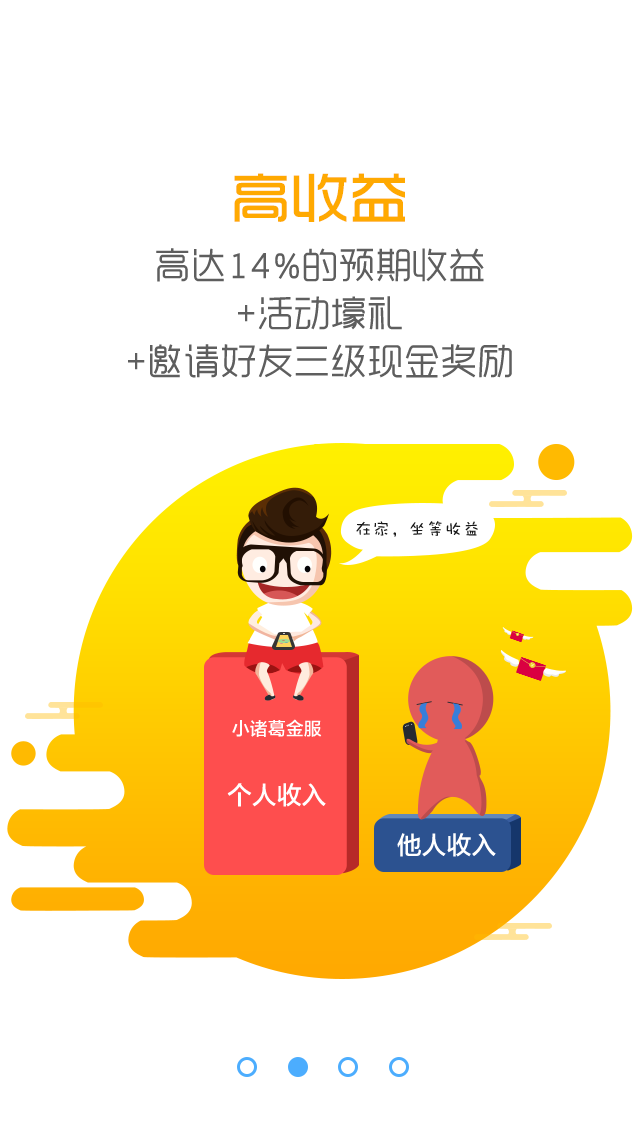 高收益
高达14%的预期收益
+活动壕礼
+邀请好友三级现金奖励
在家，坐等收益
小诸葛金服
个人收入
他人收入